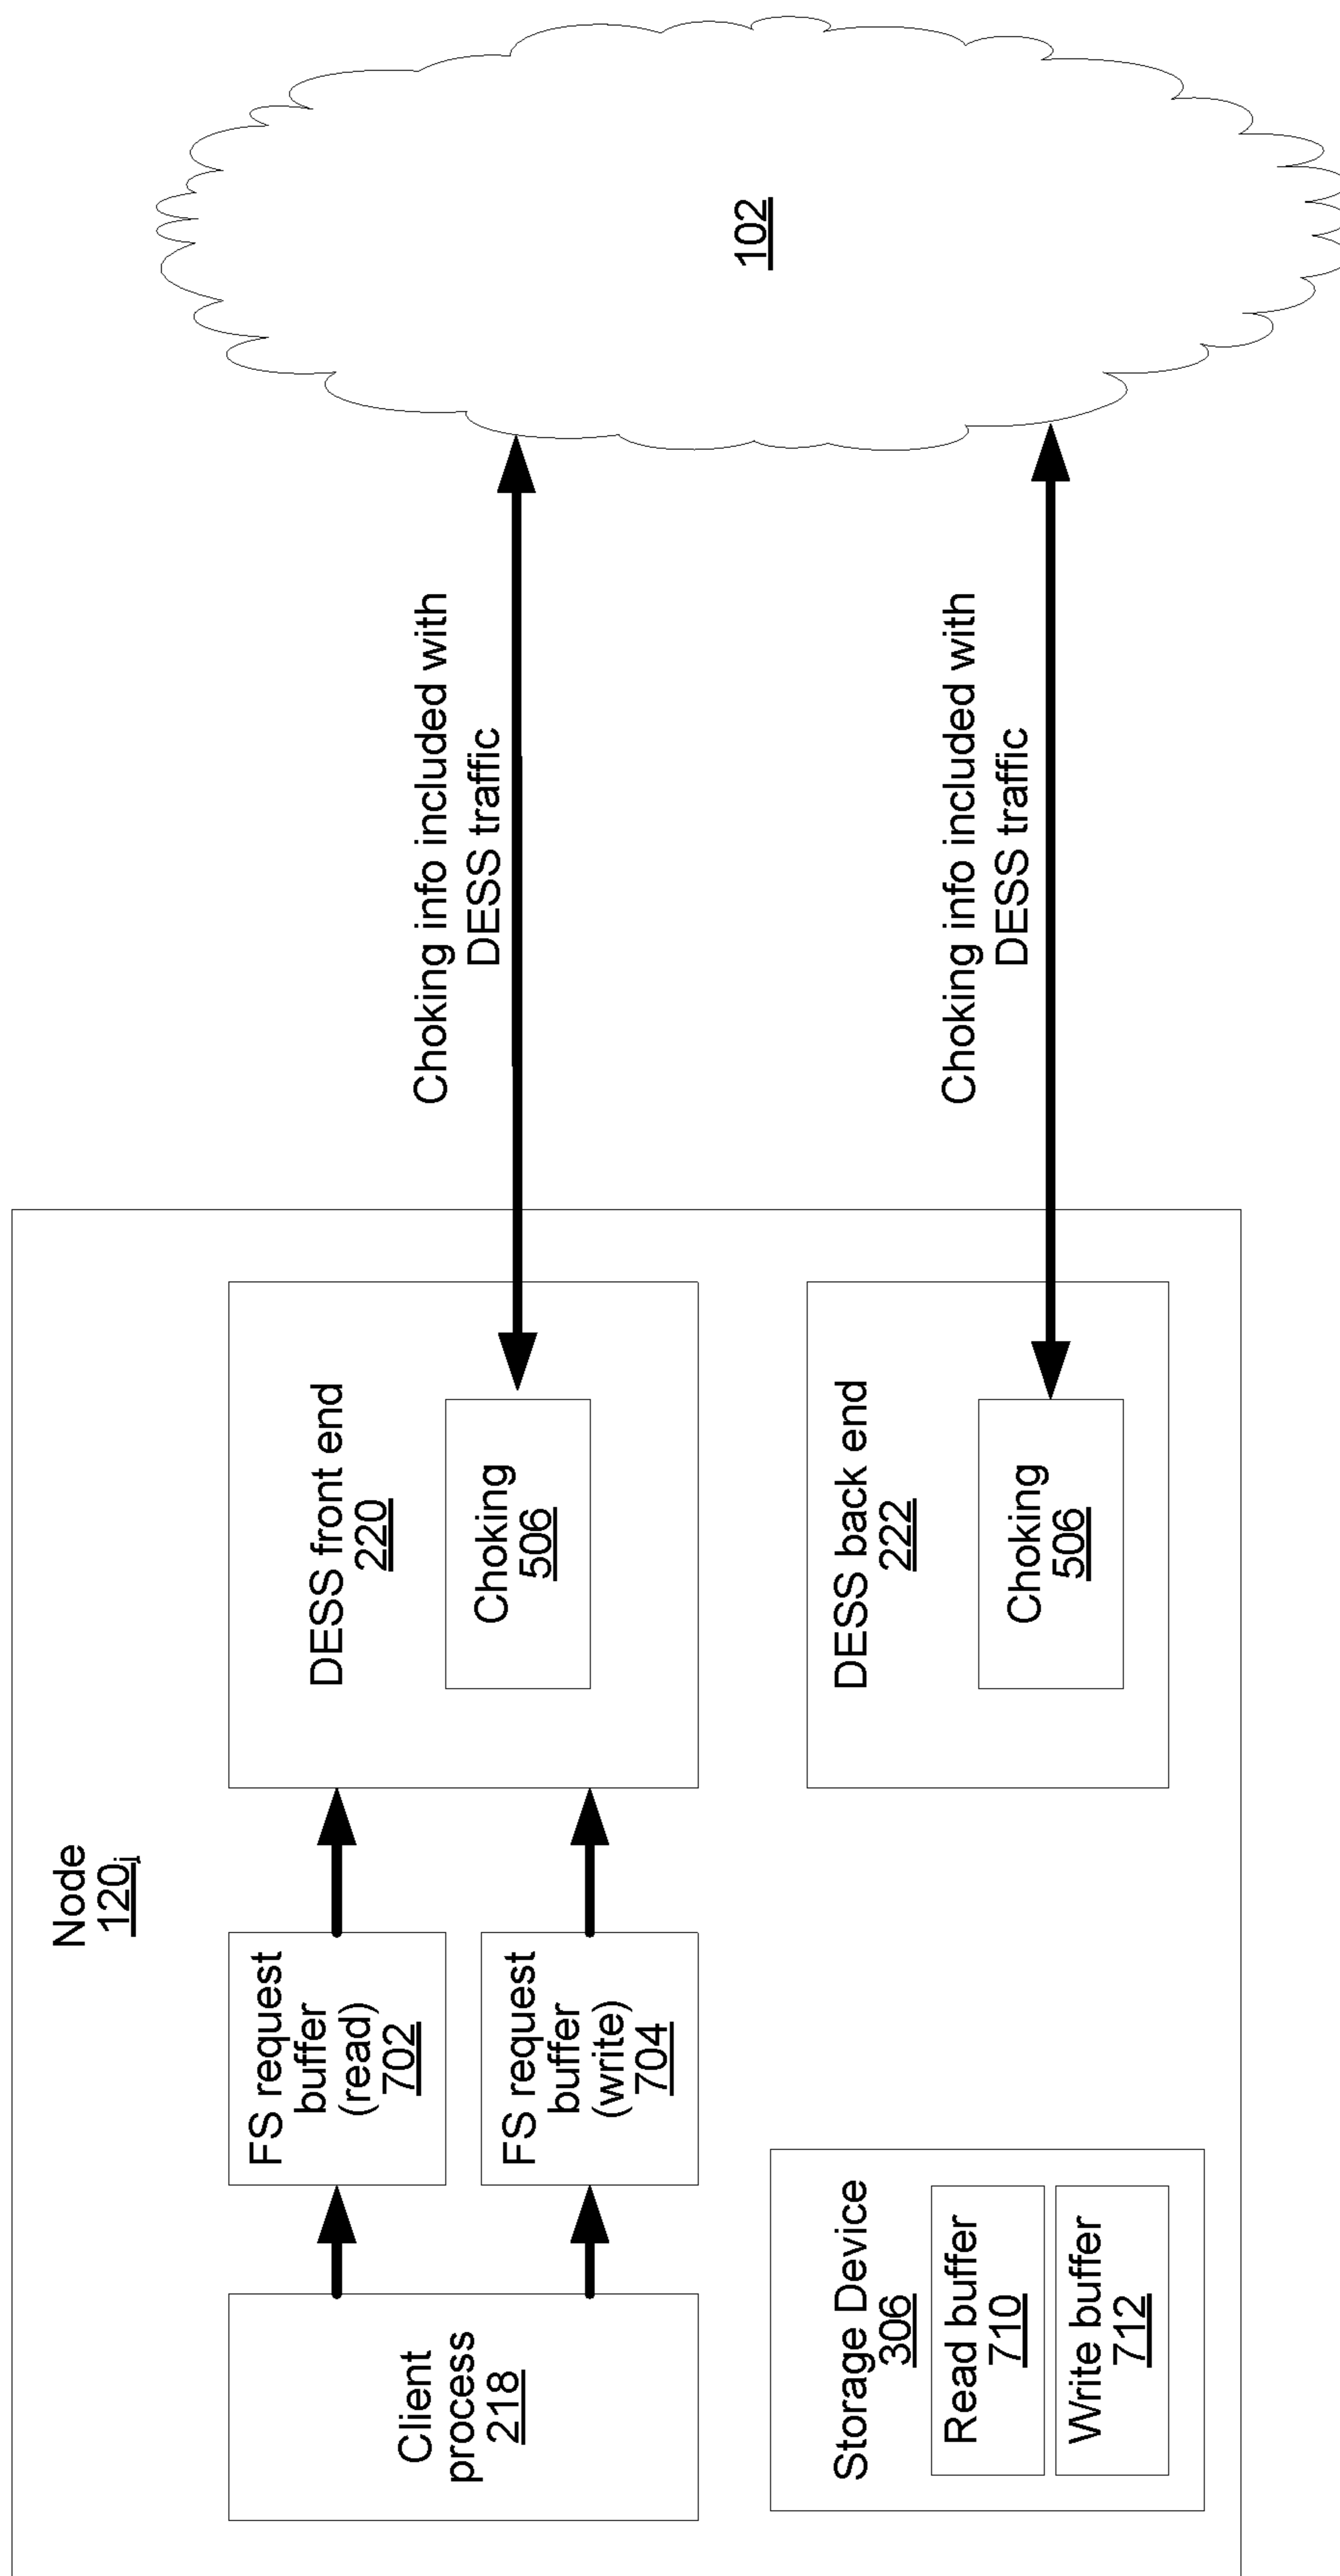 Node
120j
Client
process
218
FS request
buffer
(read)
702
FS request
buffer
(write)
704
DESS front end
220
Choking
506
Choking info included with
DESS traffic
102
Storage Device
306
Read buffer
710
Write buffer
712
DESS back end
222
Choking
506
Choking info included with
DESS traffic